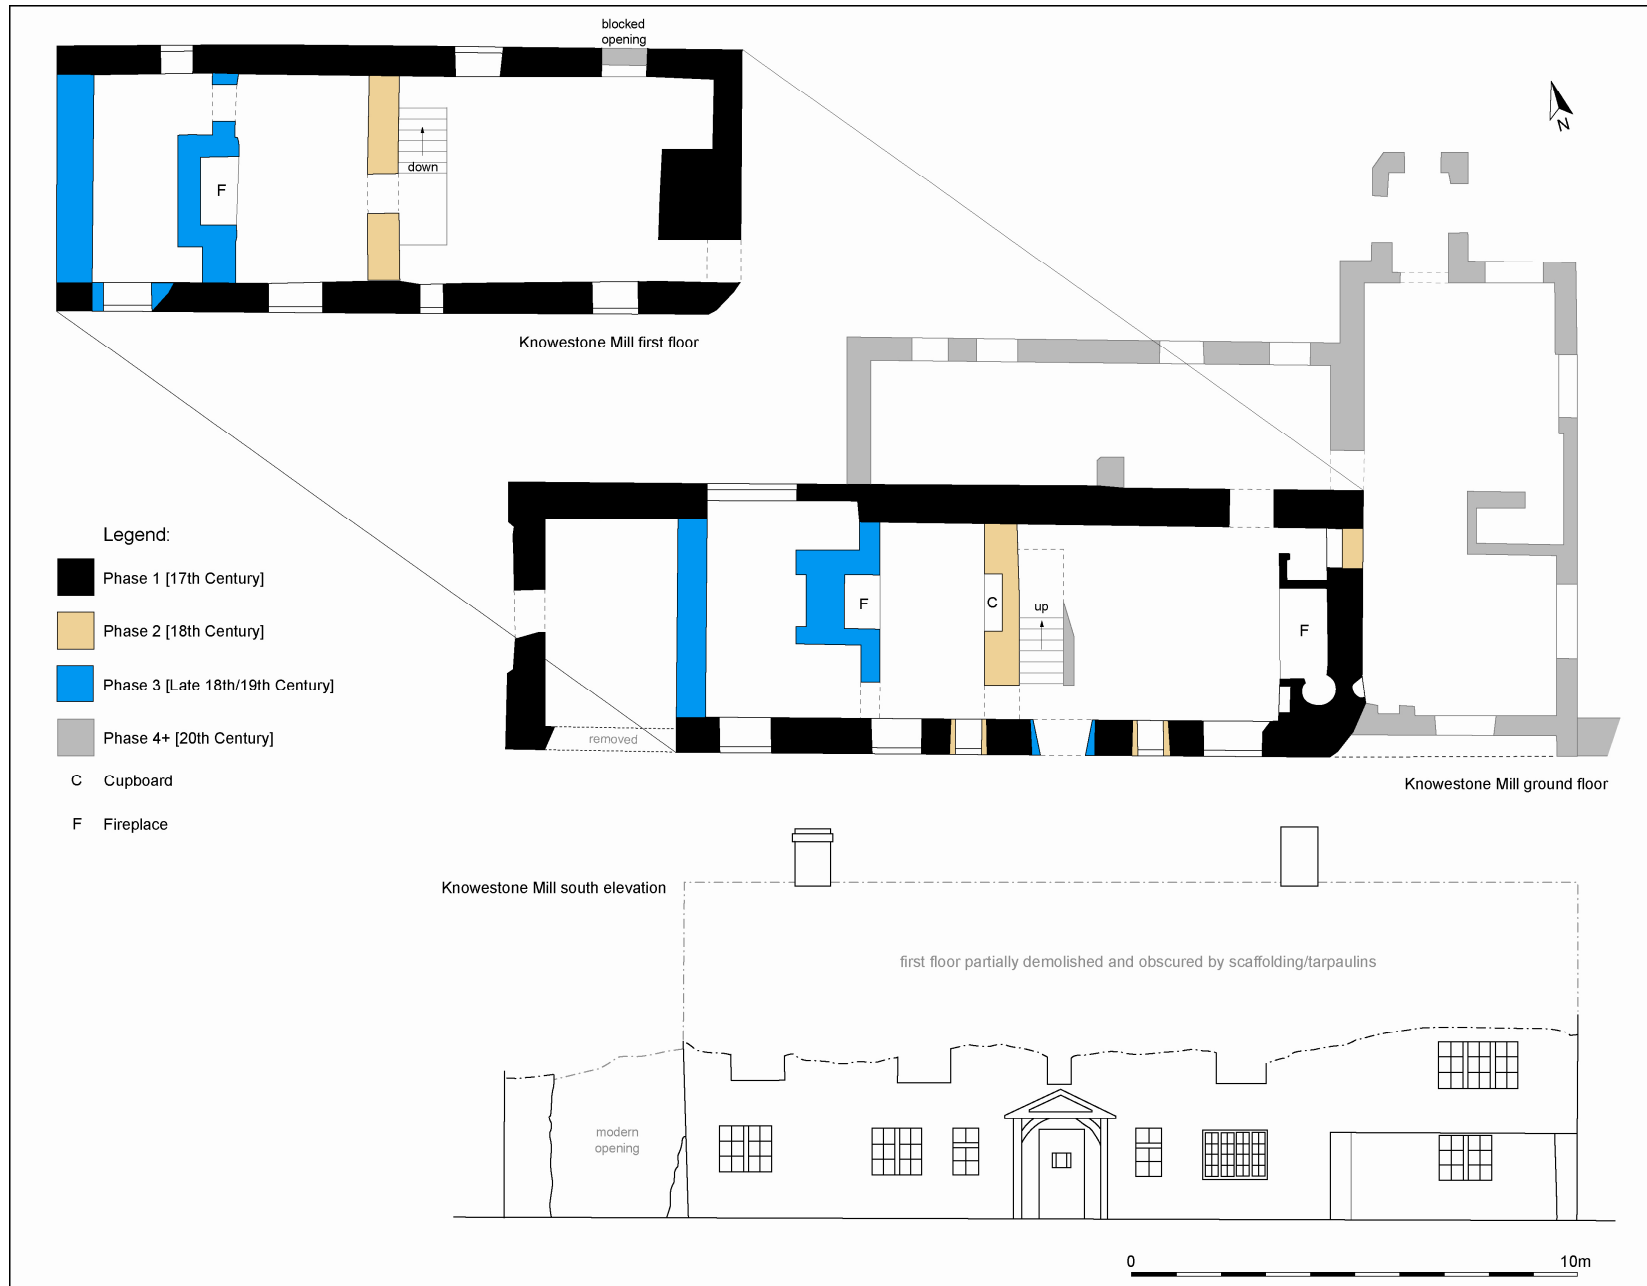 blocked
opening
N
F
down
Knowestone Mill first floor
Legend:
Phase 1 [17th Century]
Phase 2 [18th Century]
Phase 3 [Late 18th/19th Century]
Phase 4+ [20th Century]
C Cupboard
F Fireplace
F
C
up
F
removed
Knowestone Mill ground floor
Knowestone Mill south elevation
first floor partially demolished and obscured by scaffolding/tarpaulins
modern
opening
0 10m